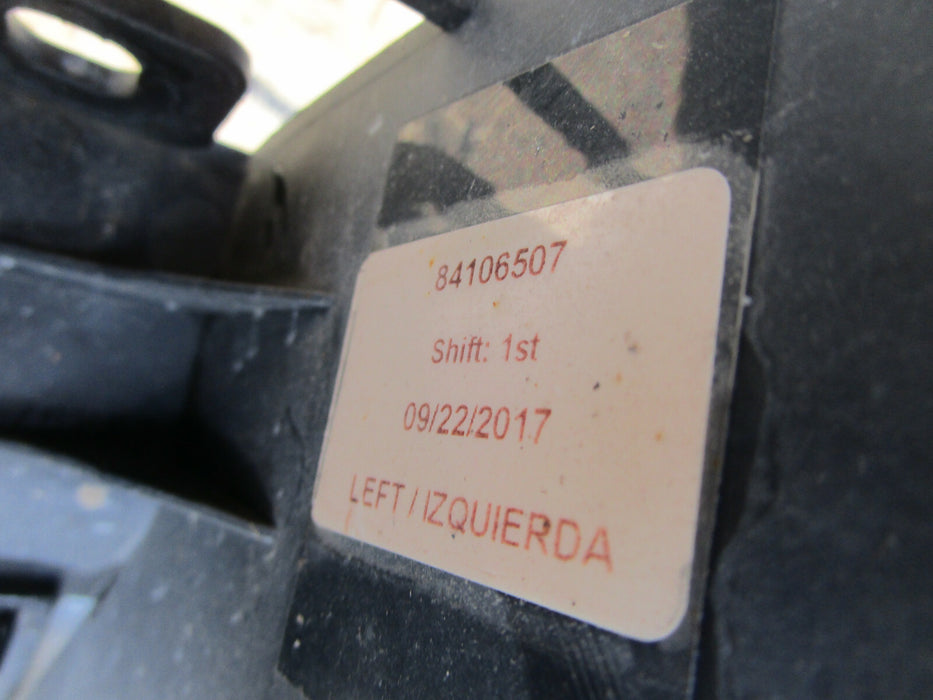 84106507
Shift: 1st
09/22/2017
LEFT / IZQUIERDA